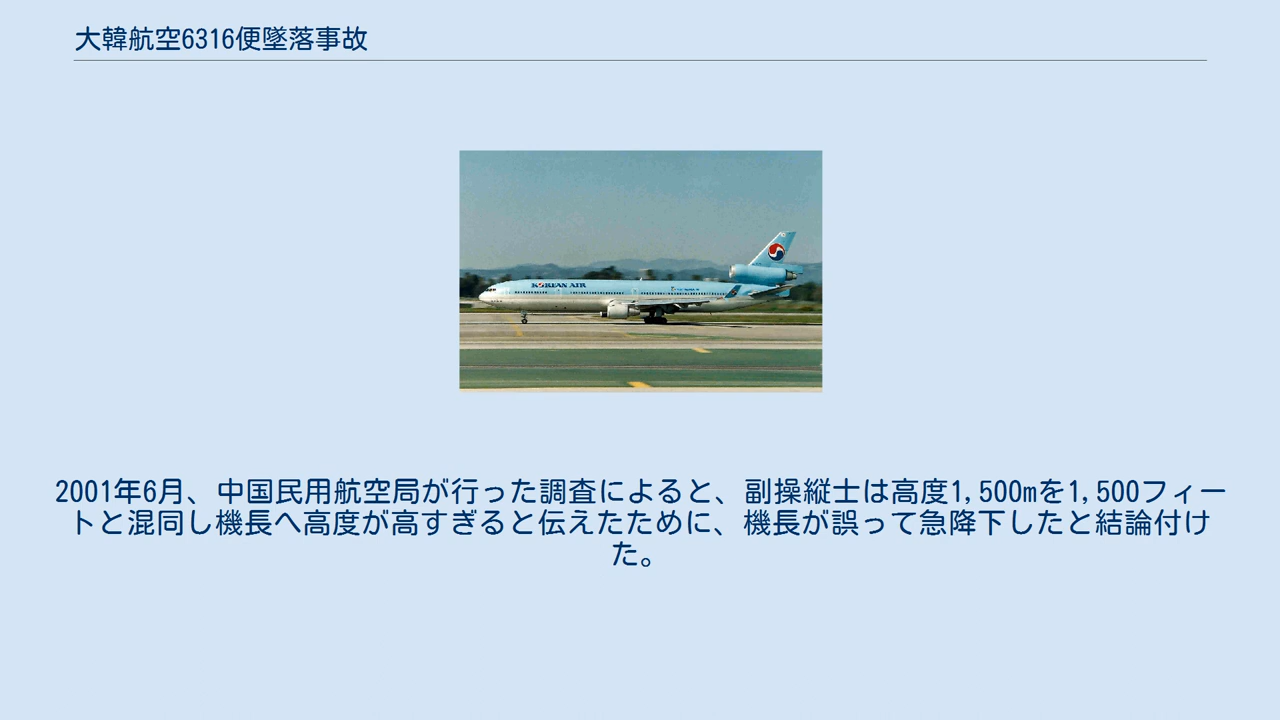 大韓航空6316便墜落事故
KOREAN AIR
2001年6月、中国民用航空局が行った調査によると、副操縦士は高度1,500mを1,500フィー
トと混同し機長へ高度が高すぎると伝えたために、機長が誤って急降下したと結論付け
た。